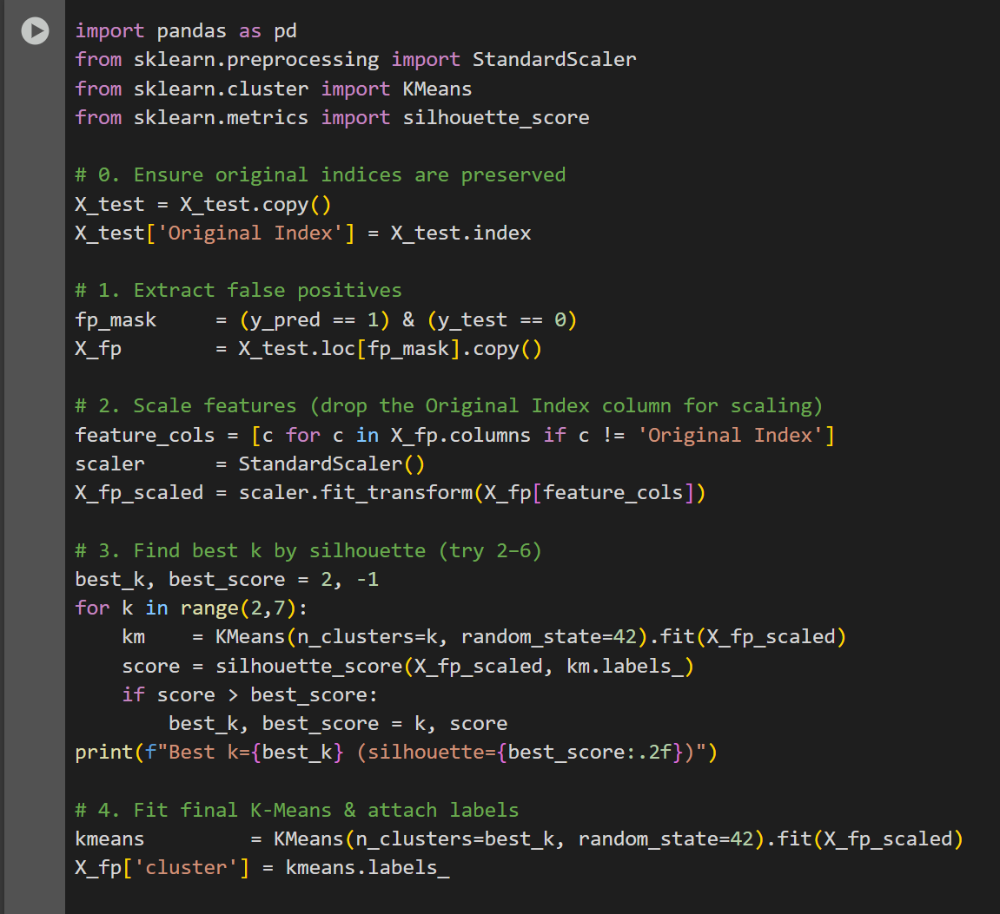 import pandas as pd
from sklearn.preprocessing import StandardScaler
from sklearn.cluster import KMeans
from sklearn.metrics import silhouette_score

# 0. Ensure original indices are preserved
X_test = X_test.copy()
X_test['Original Index'] = X_test.index

# 1. Extract false positives
fp_mask     = (y_pred == 1) & (y_test == 0)
X_fp        = X_test.loc[fp_mask].copy()

# 2. Scale features (drop the Original Index column for scaling)
feature_cols = [c for c in X_fp.columns if c != 'Original Index']
scaler      = StandardScaler()
X_fp_scaled = scaler.fit_transform(X_fp[feature_cols])

# 3. Find best k by silhouette (try 2–6)
best_k, best_score = 2, -1
for k in range(2,7):
    km    = KMeans(n_clusters=k, random_state=42).fit(X_fp_scaled)
    score = silhouette_score(X_fp_scaled, km.labels_)
    if score > best_score:
        best_k, best_score = k, score
print(f"Best k={best_k} (silhouette={best_score:.2f})")

# 4. Fit final K-Means & attach labels
kmeans         = KMeans(n_clusters=best_k, random_state=42).fit(X_fp_scaled)
X_fp['cluster'] = kmeans.labels_